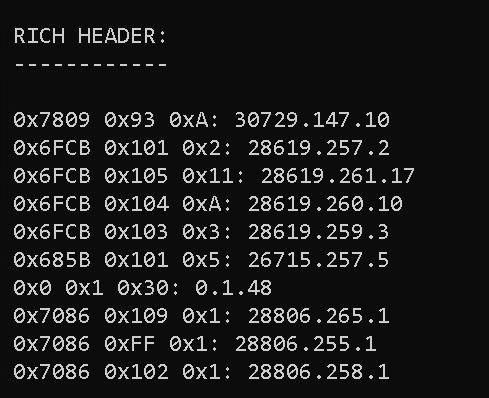 RICH HEADER:
------------
0x7809 0x93 0xA: 30729.147.10
0x6FCB 0x101 0x2: 28619.257.2
0x6FCB 0x105 0x11: 28619.261.17
0x6FCB 0x104 0xA: 28619.260.10
0x6FCB 0x103 0x3: 28619.259.3
0x685B 0x101 0x5: 26715.257.5
0x0 0x1 0x30: 0.1.48
0x7086 0x109 0x1: 28806.265.1
0x7086 0xFF 0x1: 28806.255.1
0x7086 0x102 0x1: 28806.258.1